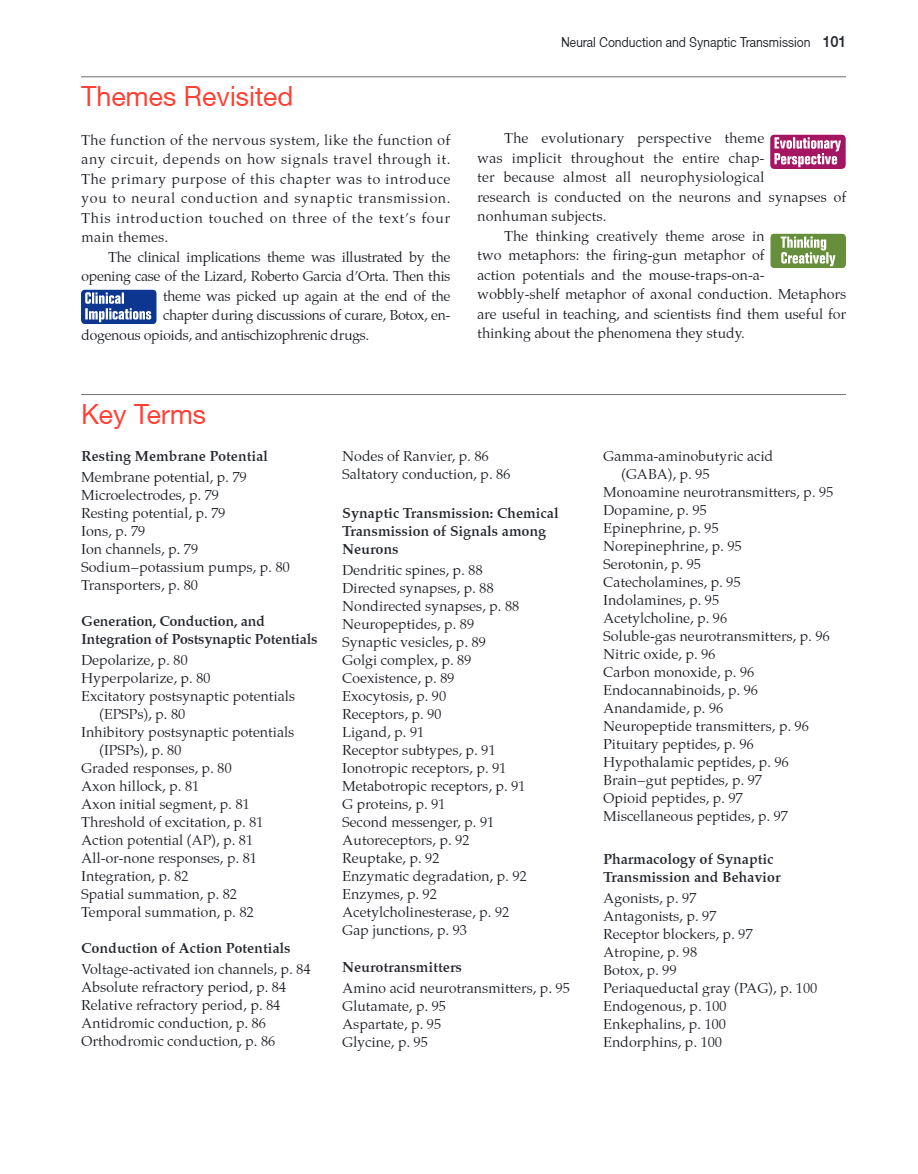 Neural Conduction and Synaptic Transmission 101
Themes Revisited
The function of the nervous system, like the function of
any circuit, depends on how signals travel through it.
The primary purpose of this chapter was to introduce
you to neural conduction and synaptic transmission.
This introduction touched on three of the text's four
main themes.
The clinical implications theme was illustrated by the
opening case of the Lizard, Roberto Garcia d'Orta. Then this
Clinical
Implications
theme was picked up again at the end of the
chapter during discussions of curare, Botox, en-
dogenous opioids, and antischizophrenic drugs.
The evolutionary perspective theme
was implicit throughout the entire chap-
ter because almost all neurophysiological
Evolutionary
Perspective
research is conducted on the neurons and synapses of
nonhuman subjects.
The thinking creatively theme arose in
two metaphors: the firing-gun metaphor of
action potentials and the mouse-traps-on-a-
Thinking
Creatively
wobbly-shelf metaphor of axonal conduction. Metaphors
are useful in teaching, and scientists find them useful for
thinking about the phenomena they study.
Key Terms
Resting Membrane Potential
Membrane potential, p. 79
Microelectrodes, p. 79
Resting potential, p. 79
Ions, p. 79
Ion channels, p. 79
Sodium–potassium pumps, p. 80
Transporters, p. 80
Generation, Conduction, and
Integration of Postsynaptic Potentials
Depolarize, p. 80
Hyperpolarize, p. 80
Excitatory postsynaptic potentials
(EPSPs), p. 80
Inhibitory postsynaptic potentials
(IPSPs), p. 80
Graded responses, p. 80
Axon hillock, p. 81
Axon initial segment, p. 81
Threshold of excitation, p. 81
Action potential (AP), p. 81
All-or-none responses, p. 81
Integration, p. 82
Spatial summation, p. 82
Temporal summation, p. 82
Conduction of Action Potentials
Voltage-activated ion channels, p. 84
Absolute refractory period, p. 84
Relative refractory period, p. 84
Antidromic conduction, p. 86
Orthodromic conduction, p. 86
Nodes of Ranvier, p. 86
Saltatory conduction, p. 86
Synaptic Transmission: Chemical
Transmission of Signals among
Neurons
Dendritic spines, p. 88
Directed synapses, p. 88
Nondirected synapses, p. 88
Neuropeptides, p. 89
Synaptic vesicles, p. 89
Golgi complex, p. 89
Coexistence, p. 89
Exocytosis, p. 90
Receptors, p. 90
Ligand, p. 91
Receptor subtypes, p. 91
Ionotropic receptors, p. 91
Metabotropic receptors, p. 91
G proteins, p. 91
Second messenger, p. 91
Autoreceptors, p. 92
Reuptake, p. 92
Enzymatic degradation, p. 92
Enzymes, p. 92
Acetylcholinesterase, p. 92
Gap junctions, p. 93
Neurotransmitters
Amino acid neurotransmitters, p. 95
Glutamate, p. 95
Aspartate, p. 95
Glycine, p. 95
Gamma-aminobutyric acid
(GABA), p. 95
Monoamine neurotransmitters, p. 95
Dopamine, p. 95
Epinephrine, p. 95
Norepinephrine, p. 95
Serotonin, p. 95
Catecholamines, p. 95
Indolamines, p. 95
Acetylcholine, p. 96
Soluble-gas neurotransmitters, p. 96
Nitric oxide, p. 96
Carbon monoxide, p. 96
Endocannabinoids, p. 96
Anandamide, p. 96
Neuropeptide transmitters, p. 96
Pituitary peptides, p. 96
Hypothalamic peptides, p. 96
Brain–gut peptides, p. 97
Opioid peptides, p. 97
Miscellaneous peptides, p. 97
Pharmacology of Synaptic
Transmission and Behavior
Agonists, p. 97
Antagonists, p. 97
Receptor blockers, p. 97
Atropine, p. 98
Botox, p. 99
Periaqueductal gray (PAG), p. 100
Endogenous, p. 100
Enkephalins, p. 100
Endorphins, p. 100